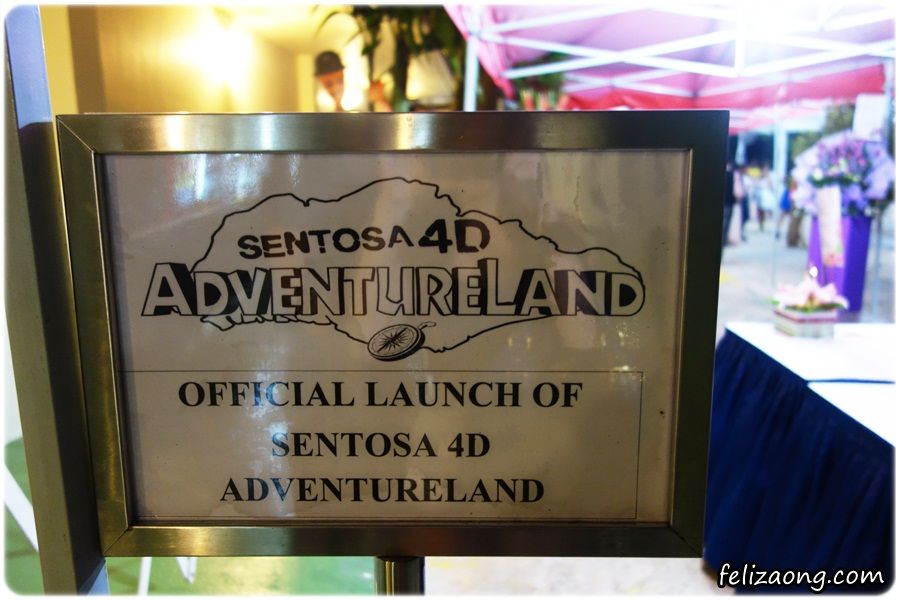 SENTOSA 4D
ADVENTURELAND
OFFICIAL LAUNCH OF
SENTOSA 4D
ADVENTURELAND
felizaong.com